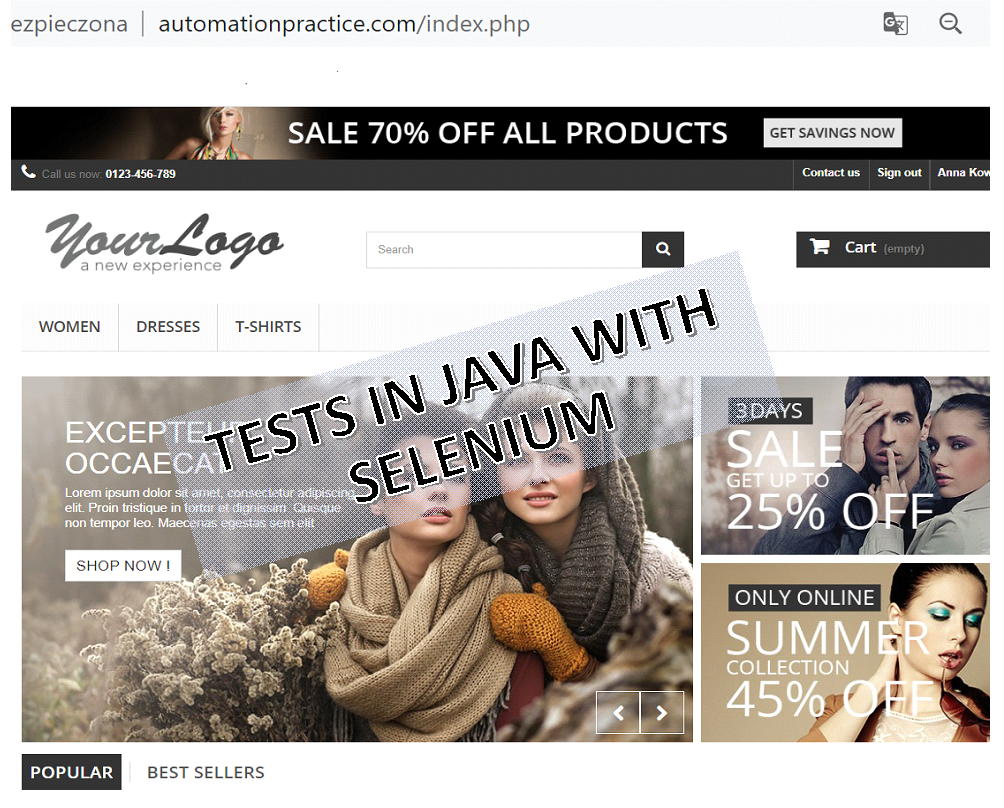 ezpieczona | automationpractice.com/index.php
SALE 70% OFF ALL PRODUCTS
GET SAVINGS NOW
Call us now: 0123-456-789
Contact us
Sign out
Anna Kow
YourLogo
a new experience
Search
Cart (empty)
WOMEN
DRESSES
T-SHIRTS
TESTS IN JAVA WITH
SELENIUM
EXCEPTEUR
OCCAECAT
Lorem ipsum dolor sit amet, consectetur adipiscing
elit. Proin tristique in tortor et dignissim. Quisque
non tempor leo. Maecenas egestas sem elit
SHOP NOW !
3 DAYS
SALE
GET UP TO
25% OFF
ONLY ONLINE
SUMMER
COLLECTION
45% OFF
POPULAR
BEST SELLERS